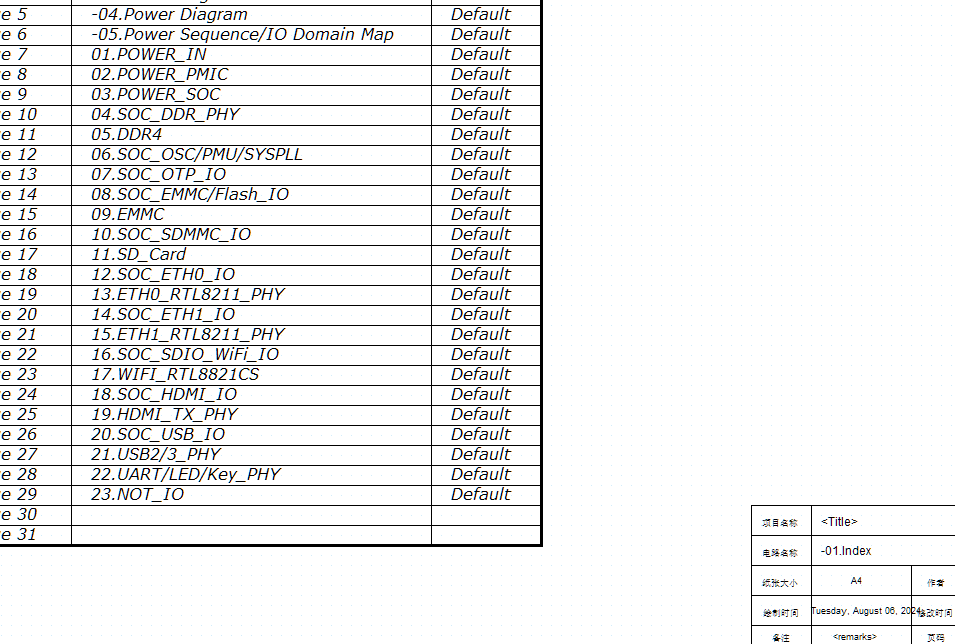 e 5 -04.Power Diagram Default
e 6 -05.Power Sequence/IO Domain Map Default
e 7 01.POWER_IN Default
e 8 02.POWER_PMIC Default
e 9 03.POWER_SOC Default
e 10 04.SOC_DDR_PHY Default
e 11 05.DDR4 Default
e 12 06.SOC_OSC/PMU/SYSPLL Default
e 13 07.SOC_OTP_IO Default
e 14 08.SOC_EMMC/Flash_IO Default
e 15 09.EMMC Default
e 16 10.SOC_SDMMC_IO Default
e 17 11.SD_Card Default
e 18 12.SOC_ETH0_IO Default
e 19 13.ETH0_RTL8211_PHY Default
e 20 14.SOC_ETH1_IO Default
e 21 15.ETH1_RTL8211_PHY Default
e 22 16.SOC_SDIO_WiFi_IO Default
e 23 17.WIFI_RTL8821CS Default
e 24 18.SOC_HDMI_IO Default
e 25 19.HDMI_TX_PHY Default
e 26 20.SOC_USB_IO Default
e 27 21.USB2/3_PHY Default
e 28 22.UART/LED/Key_PHY Default
e 29 23.NOT_IO Default
e 30
e 31
项目名称 <Title>
电路名称 -01.Index
纸张大小 A4 作者
绘制时间 Tuesday, August 06, 2024 修改时间
备注 <remarks> 页码